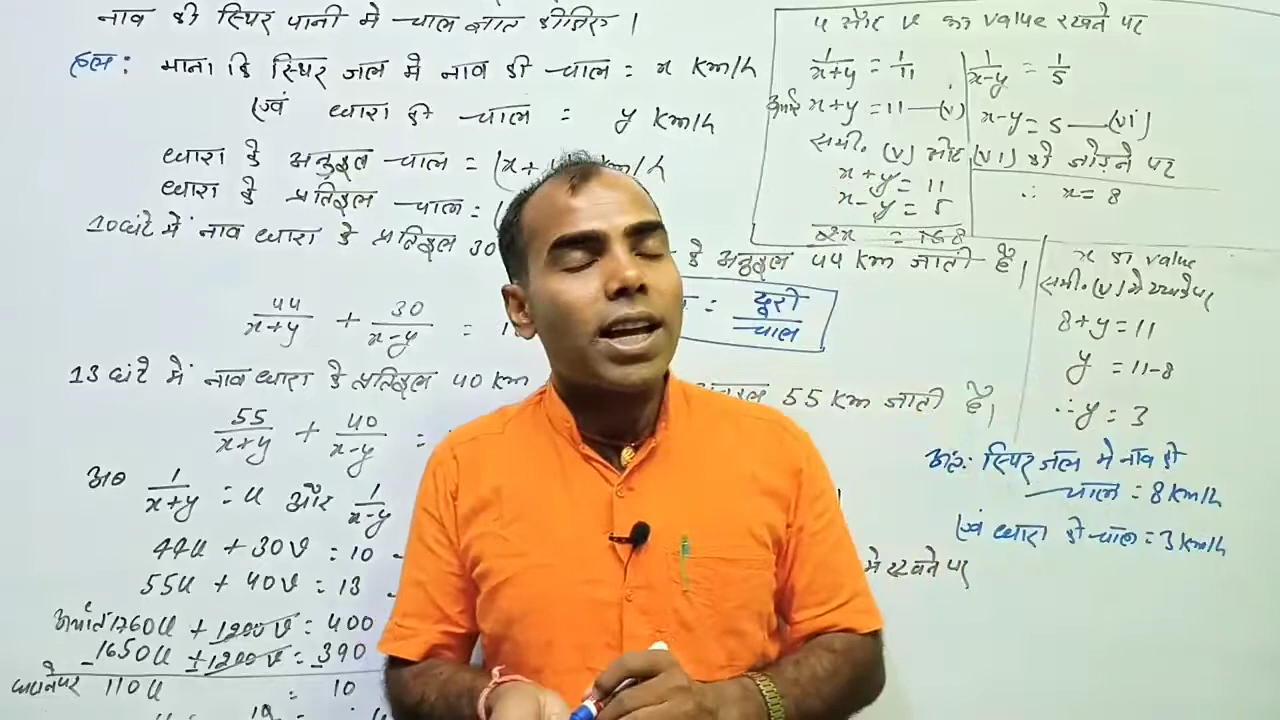 नाव की स्थिर पानी में चाल ज्ञात कीजिए ।
हल : माना कि स्थिर जल में नाव की चाल = x km/h
एवं धारा की चाल = y km/h
धारा के अनुकूल चाल = (x+ km/h
धारा के प्रतिकूल चाल = (
10 घंटे में नाव धारा के प्रतिकूल 30
के अनुकूल 44 km जाती है,
44/x+y + 30/x-y = 1
= दूरी/चाल
13 घंटे में नाव धारा के प्रतिकूल 40 km
55 km जाती है,
55/x+y + 40/x-y =
अब 1/x+y = u और 1/x-y
44u + 30v = 10
55u + 40v = 13
अर्थात 1760u + 1200v = 400
-1650u ± 1200v = 390
घटाने पर 110u = 10
में रखने पर
u और v का value रखने पर
1/x+y = 1/11
1/x-y = 1/5
अर्थात x+y = 11 —(v)
x-y = 5 —(vi)
समी. (v) और (vi) को जोड़ने पर
x+y = 11
x-y = 5
2x = 16 8
∴ x = 8
x का value
समी. (v) में रखने पर
8+y = 11
y = 11-8
∴ y = 3
अतः स्थिर जल में नाव की
चाल = 8 km/h
एवं धारा की चाल = 3 km/h